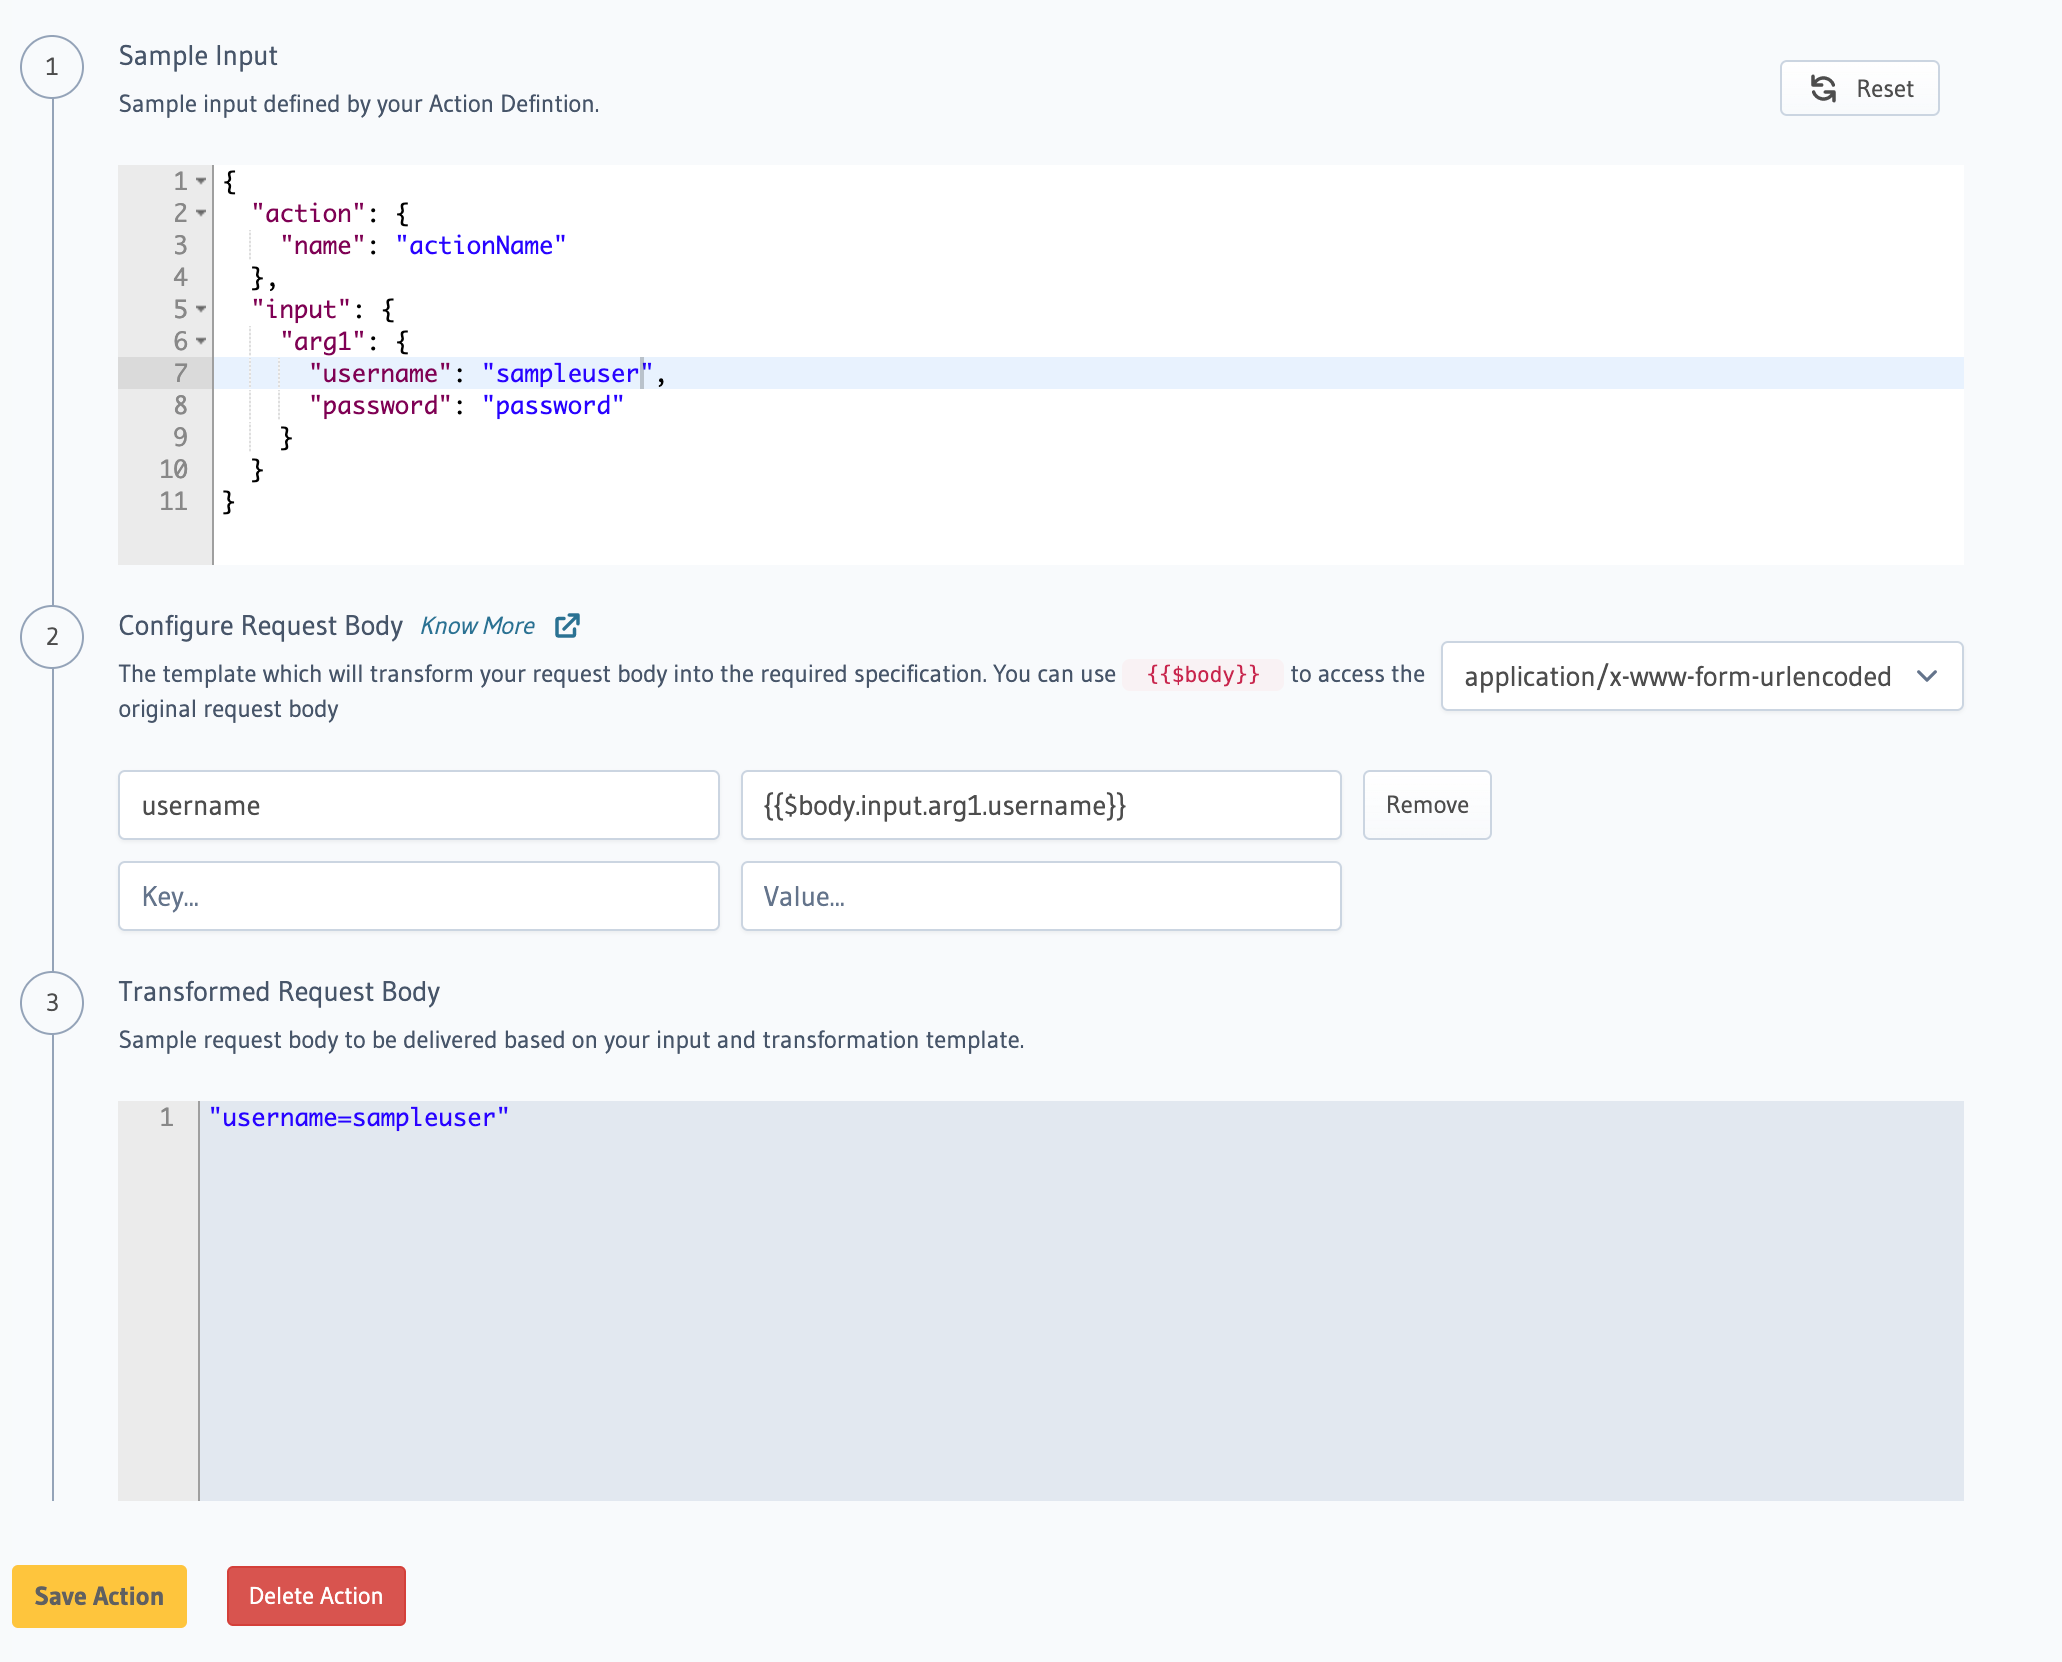 1
Sample Input
Sample input defined by your Action Defintion.
Reset
1 {
2   "action": {
3     "name": "actionName"
4   },
5   "input": {
6     "arg1": {
7       "username": "sampleuser",
8       "password": "password"
9     }
10   }
11 }
2
Configure Request Body Know More
The template which will transform your request body into the required specification. You can use {{$body}} to access the
original request body
application/x-www-form-urlencoded
username
{{$body.input.arg1.username}}
Remove
Key...
Value...
3
Transformed Request Body
Sample request body to be delivered based on your input and transformation template.
1 "username=sampleuser"
Save Action
Delete Action